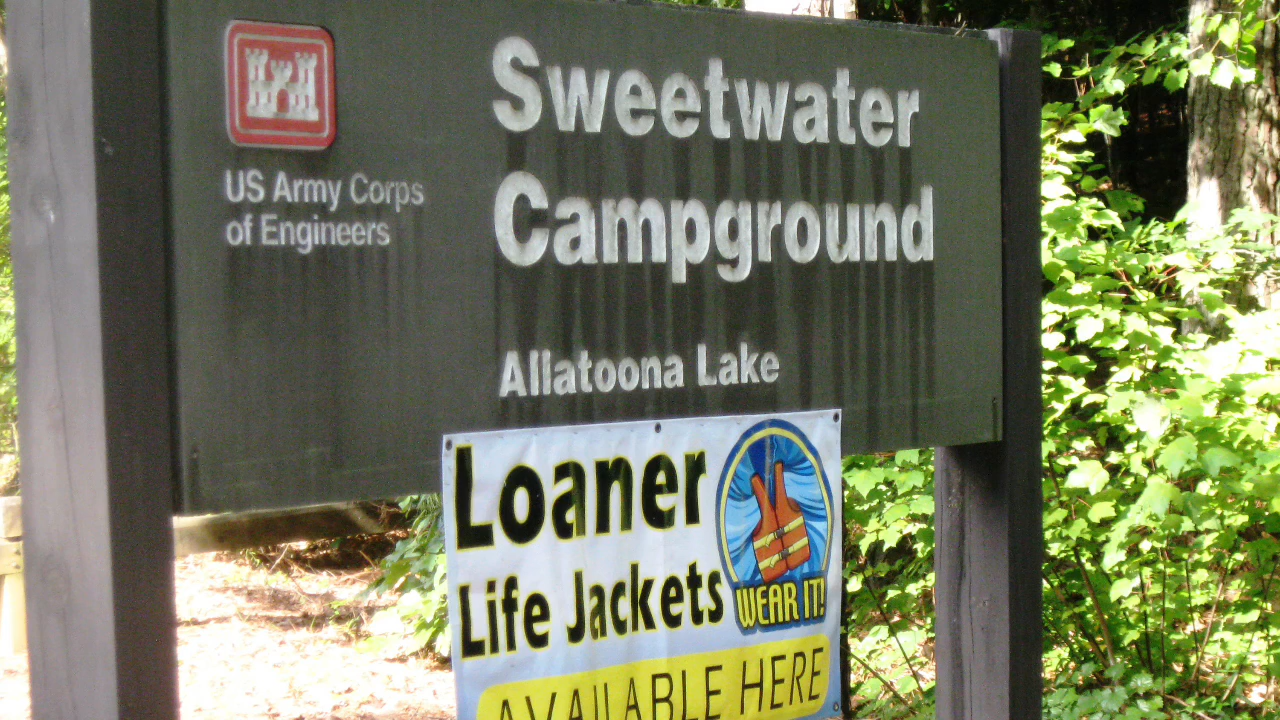 US Army Corps
of Engineers
Sweetwater
Campground
Allatoona Lake
Loaner
Life Jackets
WEAR IT!
AVAILABLE HERE